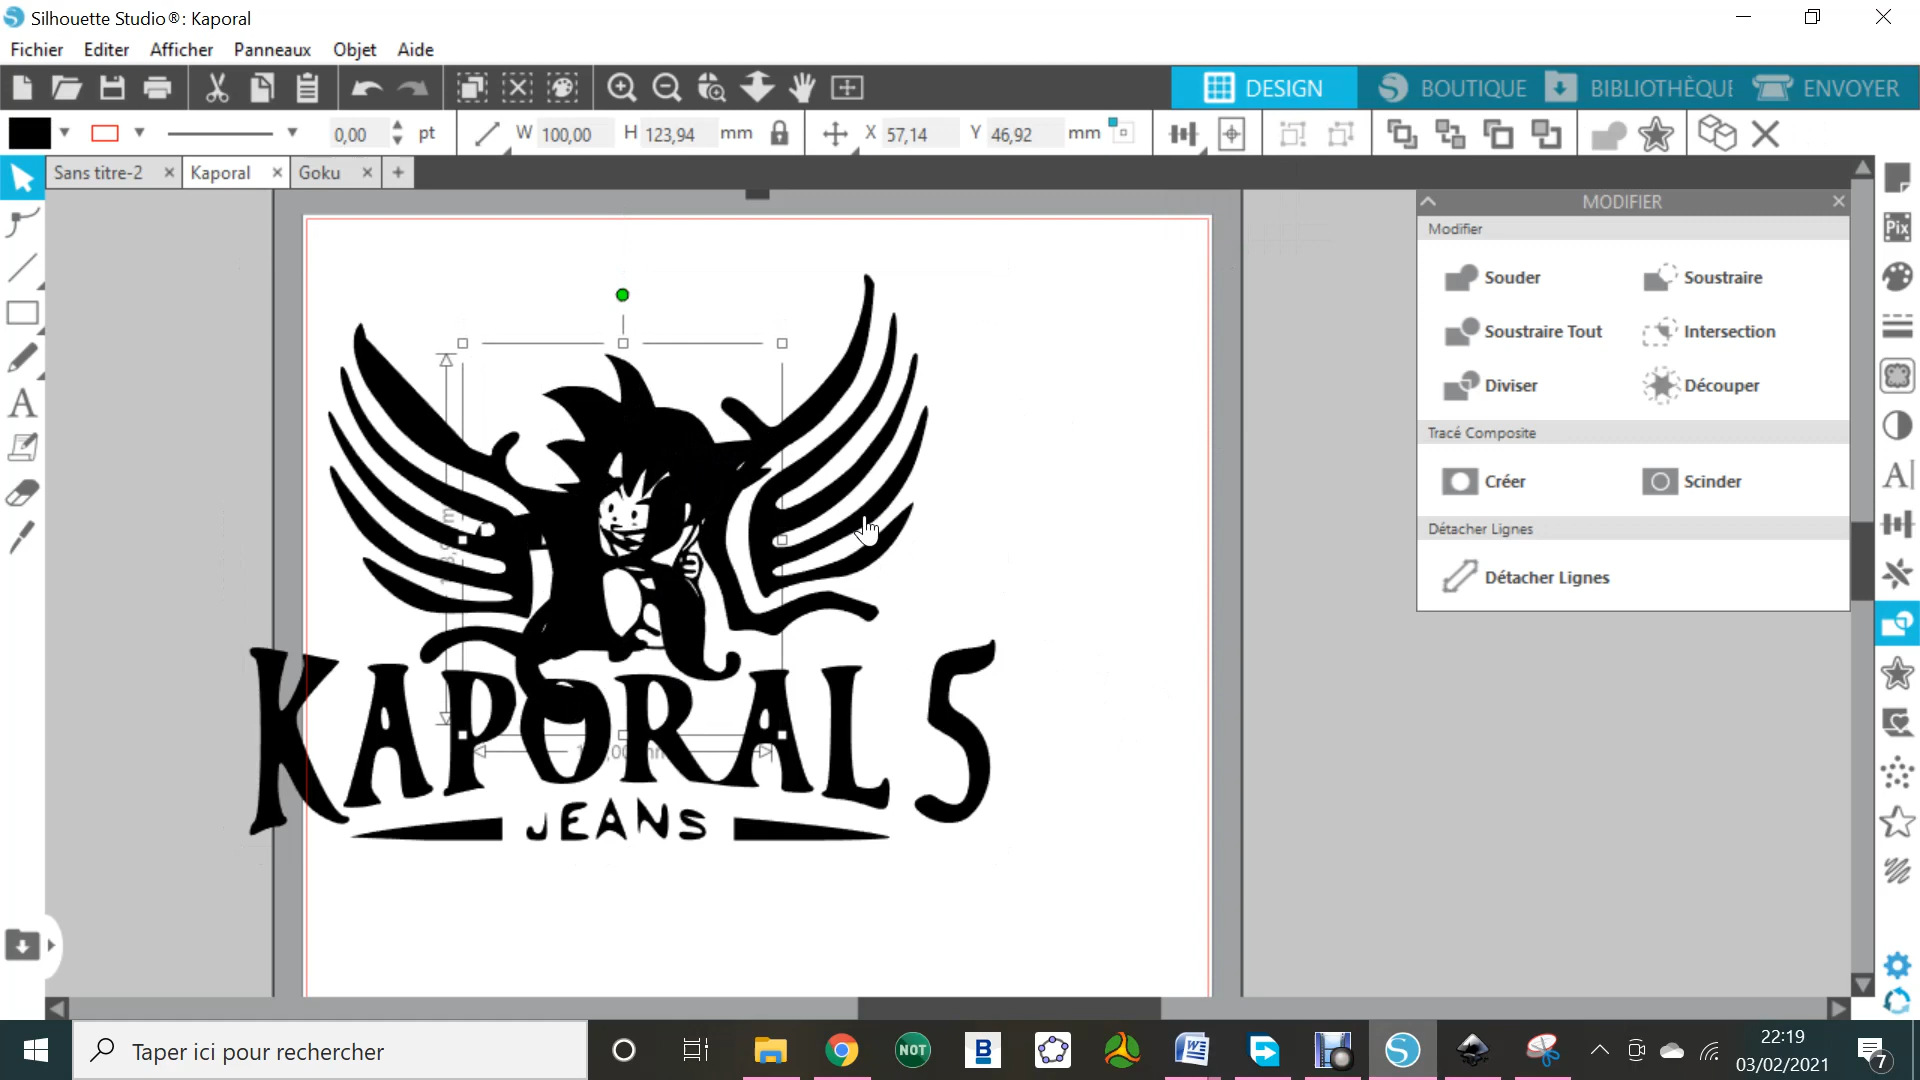 Silhouette Studio®: Kaporal
Fichier Editer Afficher Panneaux Objet Aide
DESIGN BOUTIQUE BIBLIOTHÈQUE ENVOYER
0,00 pt W 100,00 H 123,94 mm X 57,14 Y 46,92 mm
Sans titre-2 Kaporal Goku
MODIFIER
Modifier
Souder Soustraire
Soustraire Tout Intersection
Diviser Découper
Tracé Composite
Créer Scinder
Détacher Lignes
Détacher Lignes
Pix
A
A
KAPORAL 5
JEANS
Taper ici pour rechercher
NOT
B
22:19
03/02/2021
7